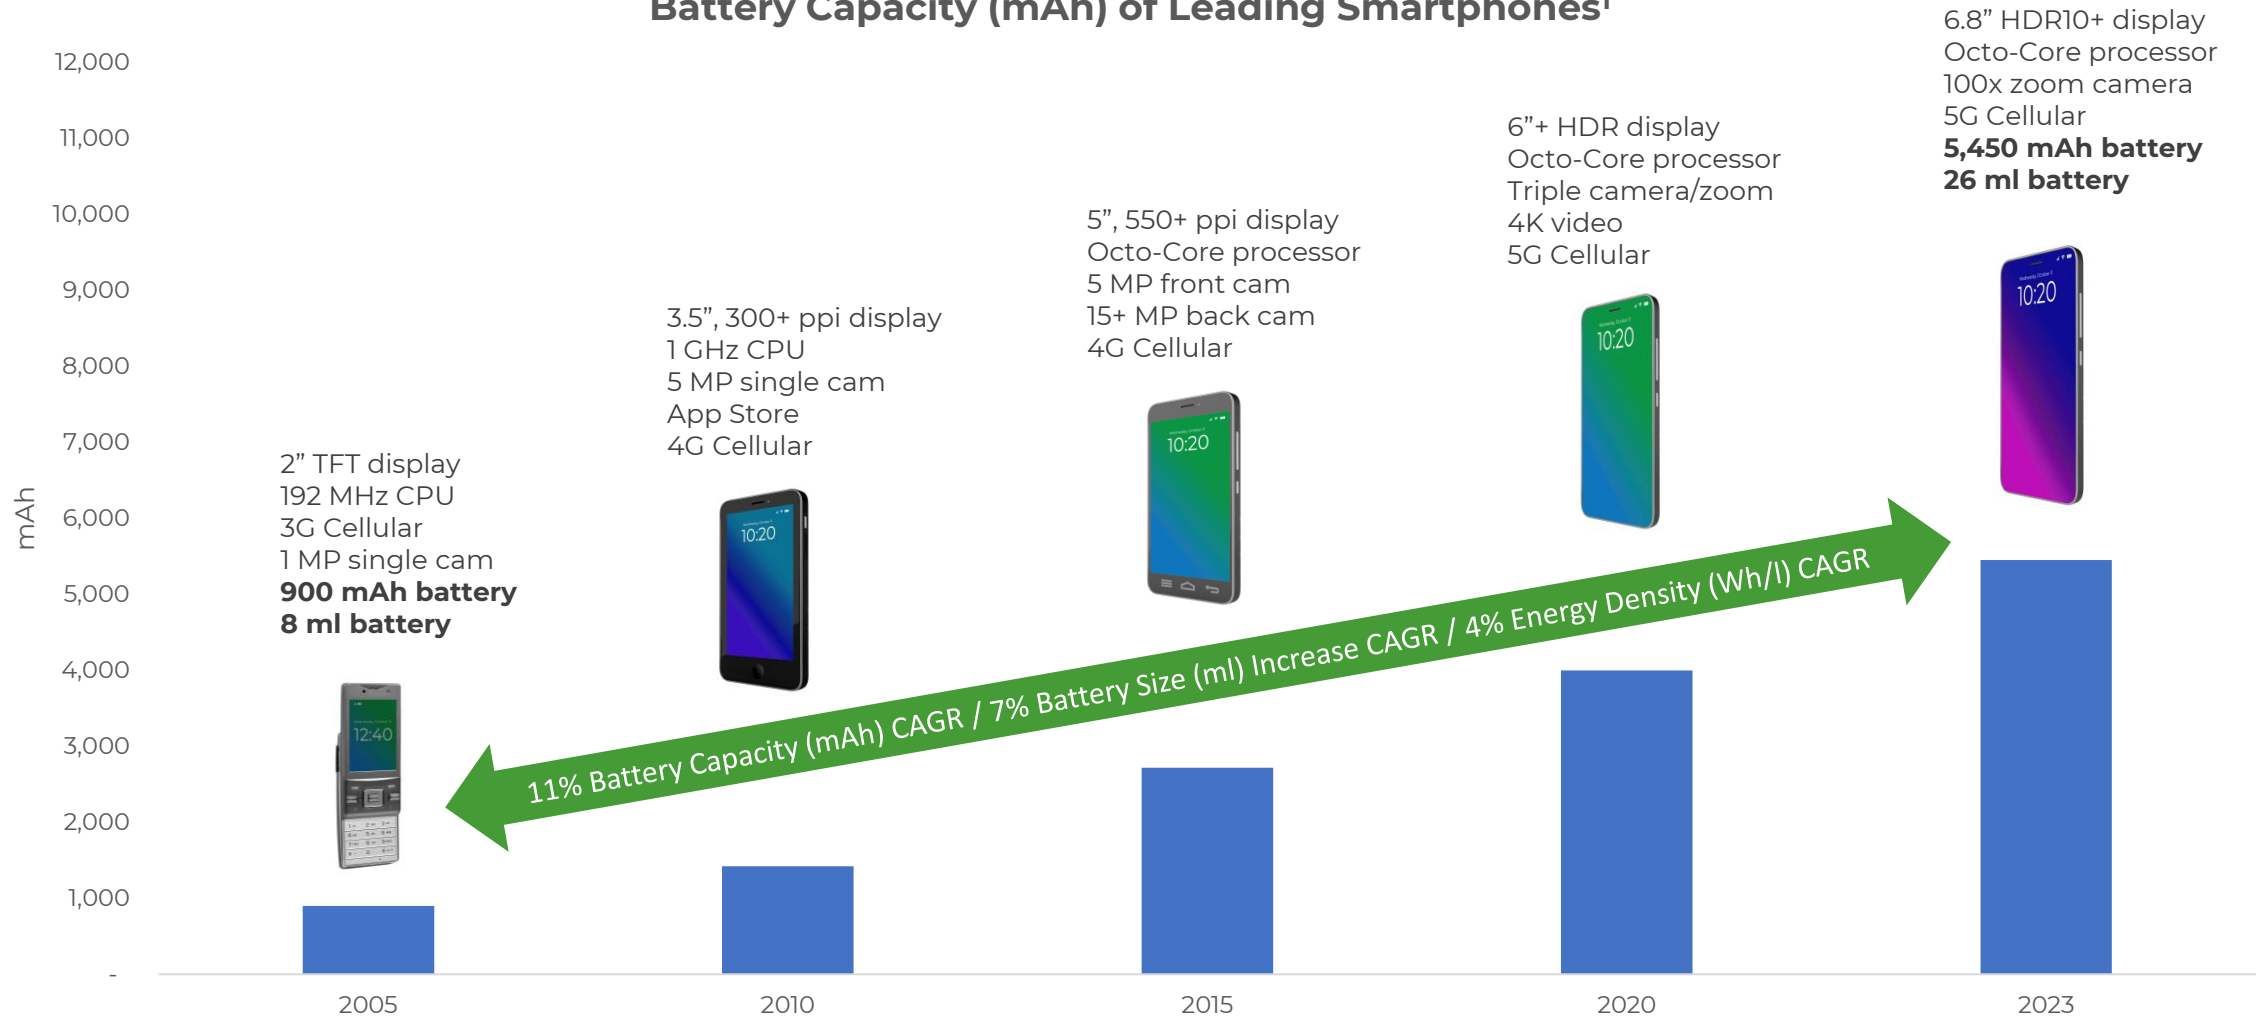 Battery Capacity (mAh) of Leading Smartphones¹
12,000
11,000
10,000
9,000
8,000
7,000
6,000
5,000
4,000
3,000
2,000
1,000
-
mAh
2” TFT display
192 MHz CPU
3G Cellular
1 MP single cam
900 mAh battery
8 ml battery
12:40
3.5”, 300+ ppi display
1 GHz CPU
5 MP single cam
App Store
4G Cellular
10:20
5”, 550+ ppi display
Octo-Core processor
5 MP front cam
15+ MP back cam
4G Cellular
10:20
6”+ HDR display
Octo-Core processor
Triple camera/zoom
4K video
5G Cellular
10:20
6.8” HDR10+ display
Octo-Core processor
100x zoom camera
5G Cellular
5,450 mAh battery
26 ml battery
10:20
11% Battery Capacity (mAh) CAGR / 7% Battery Size (ml) Increase CAGR / 4% Energy Density (Wh/l) CAGR
2005
2010
2015
2020
2023